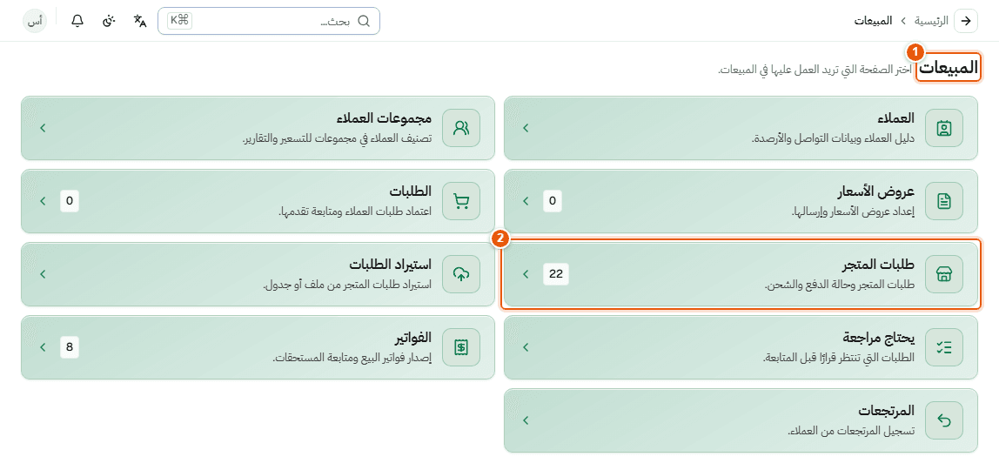 الرئيسية
المبيعات
بحث...
⌘K
أس
1
المبيعات
اختر الصفحة التي تريد العمل عليها في المبيعات.
العملاء
دليل العملاء وبيانات التواصل والأرصدة.
مجموعات العملاء
تصنيف العملاء في مجموعات للتسعير والتقارير.
عروض الأسعار
إعداد عروض الأسعار وإرسالها.
0
الطلبات
اعتماد طلبات العملاء ومتابعة تقدمها.
0
2
طلبات المتجر
طلبات المتجر وحالة الدفع والشحن.
22
استيراد الطلبات
استيراد طلبات المتجر من ملف أو جدول.
يحتاج مراجعة
الطلبات التي تنتظر قرارًا قبل المتابعة.
الفواتير
إصدار فواتير البيع ومتابعة المستحقات.
8
المرتجعات
تسجيل المرتجعات من العملاء.